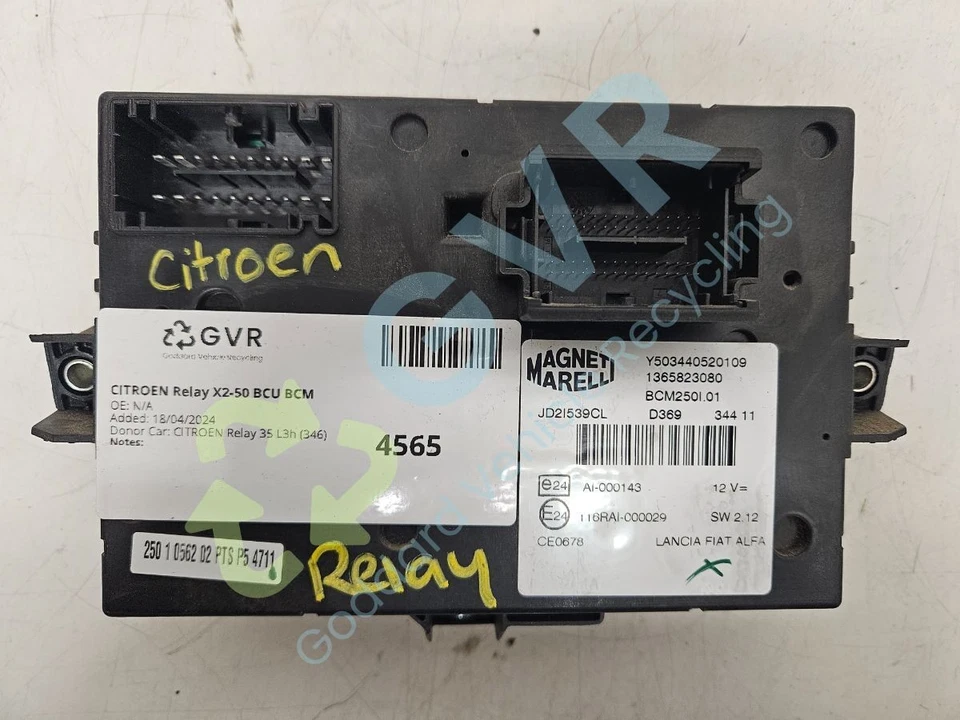 Citroen
GVR
Goddard Vehicle Recycling
CITROEN Relay X2-50 BCU BCM
OE: N/A
Added: 18/04/2024
Donor Car: CITROEN Relay 35 L3h (346)
Notes:
4565
MAGNETI MARELLI
Y503440520109
1365823080
BCM250I.01
JD2I539CL D369 344 11
e24 AI-000143 12 V=
E24 116RAI-000029 SW 2.12
CE0678 LANCIA FIAT ALFA
250 1 0562 02 PTS P5 4711
Relay
GVR
Goddard Vehicle Recycling